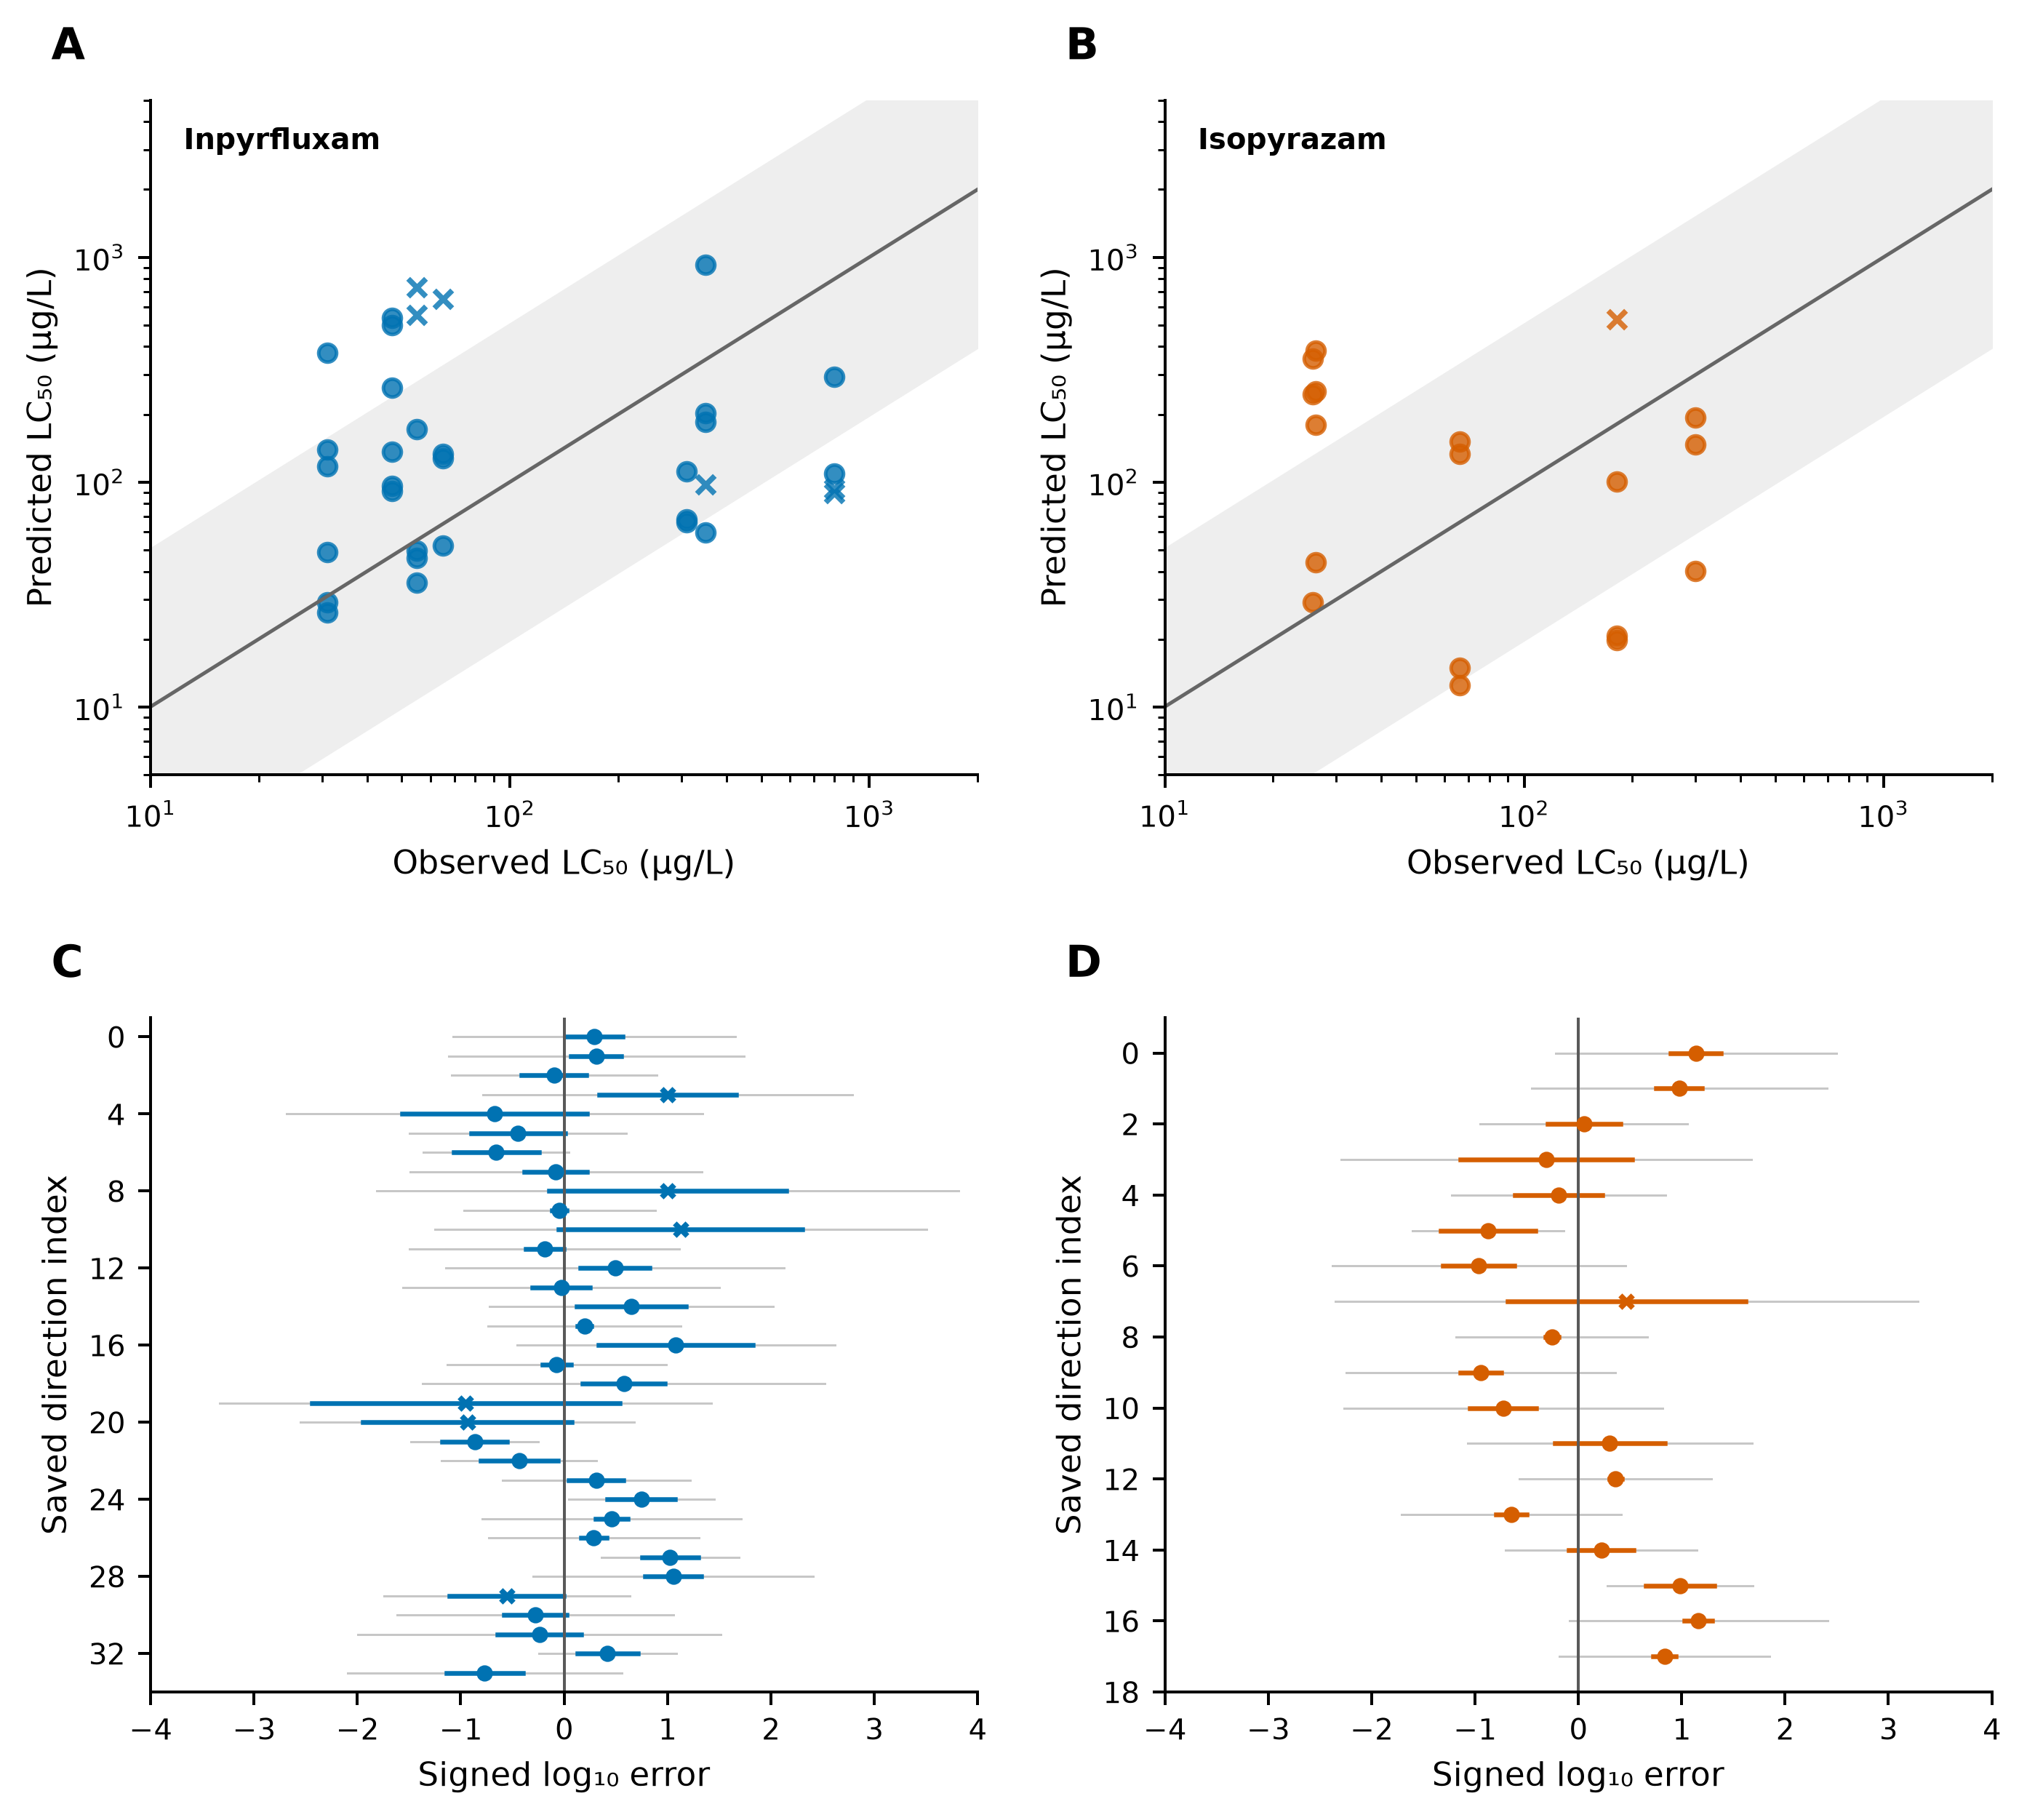 A
Inpyrfluxam
10³
10²
10¹
Predicted LC₅₀ (µg/L)
10¹ 10² 10³
Observed LC₅₀ (µg/L)
B
Isopyrazam
10³
10²
10¹
Predicted LC₅₀ (µg/L)
10¹ 10² 10³
Observed LC₅₀ (µg/L)
C
0
4
8
12
16
20
24
28
32
Saved direction index
−4 −3 −2 −1 0 1 2 3 4
Signed log₁₀ error
D
0
2
4
6
8
10
12
14
16
18
Saved direction index
−4 −3 −2 −1 0 1 2 3 4
Signed log₁₀ error